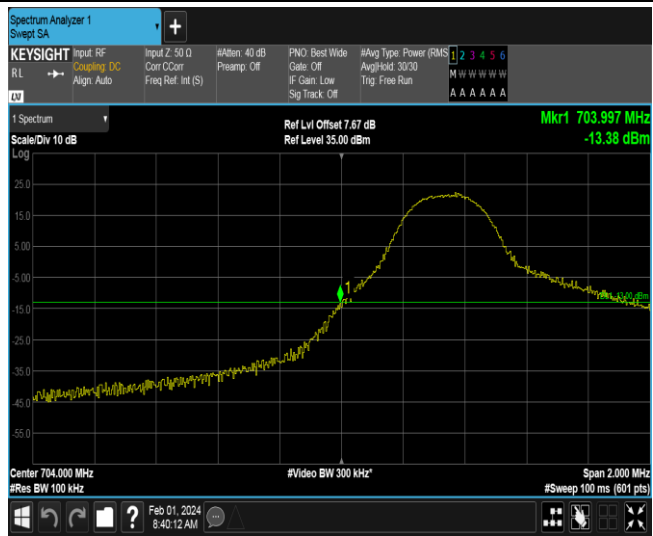 Spectrum Analyzer 1
Swept SA
+
KEYSIGHT
RL
Input: RF
Coupling: DC
Align: Auto
Input Z: 50 Ω
Corr CCorr
Freq Ref: Int (S)
#Atten: 40 dB
Preamp: Off
PNO: Best Wide
Gate: Off
IF Gain: Low
Sig Track: Off
#Avg Type: Power (RMS
Avg|Hold: 30/30
Trig: Free Run
1 2 3 4 5 6
M W W W W W
A A A A A A
1 Spectrum
Scale/Div 10 dB
Ref Lvl Offset 7.67 dB
Ref Level 35.00 dBm
Mkr1 703.997 MHz
-13.38 dBm
Log
25.0
15.0
5.00
-5.00
1
-15.0
-25.0
-35.0
-45.0
-55.0
Center 704.000 MHz
#Video BW 300 kHz*
Span 2.000 MHz
#Res BW 100 kHz
#Sweep 100 ms (601 pts)
?
Feb 01, 2024
8:40:12 AM